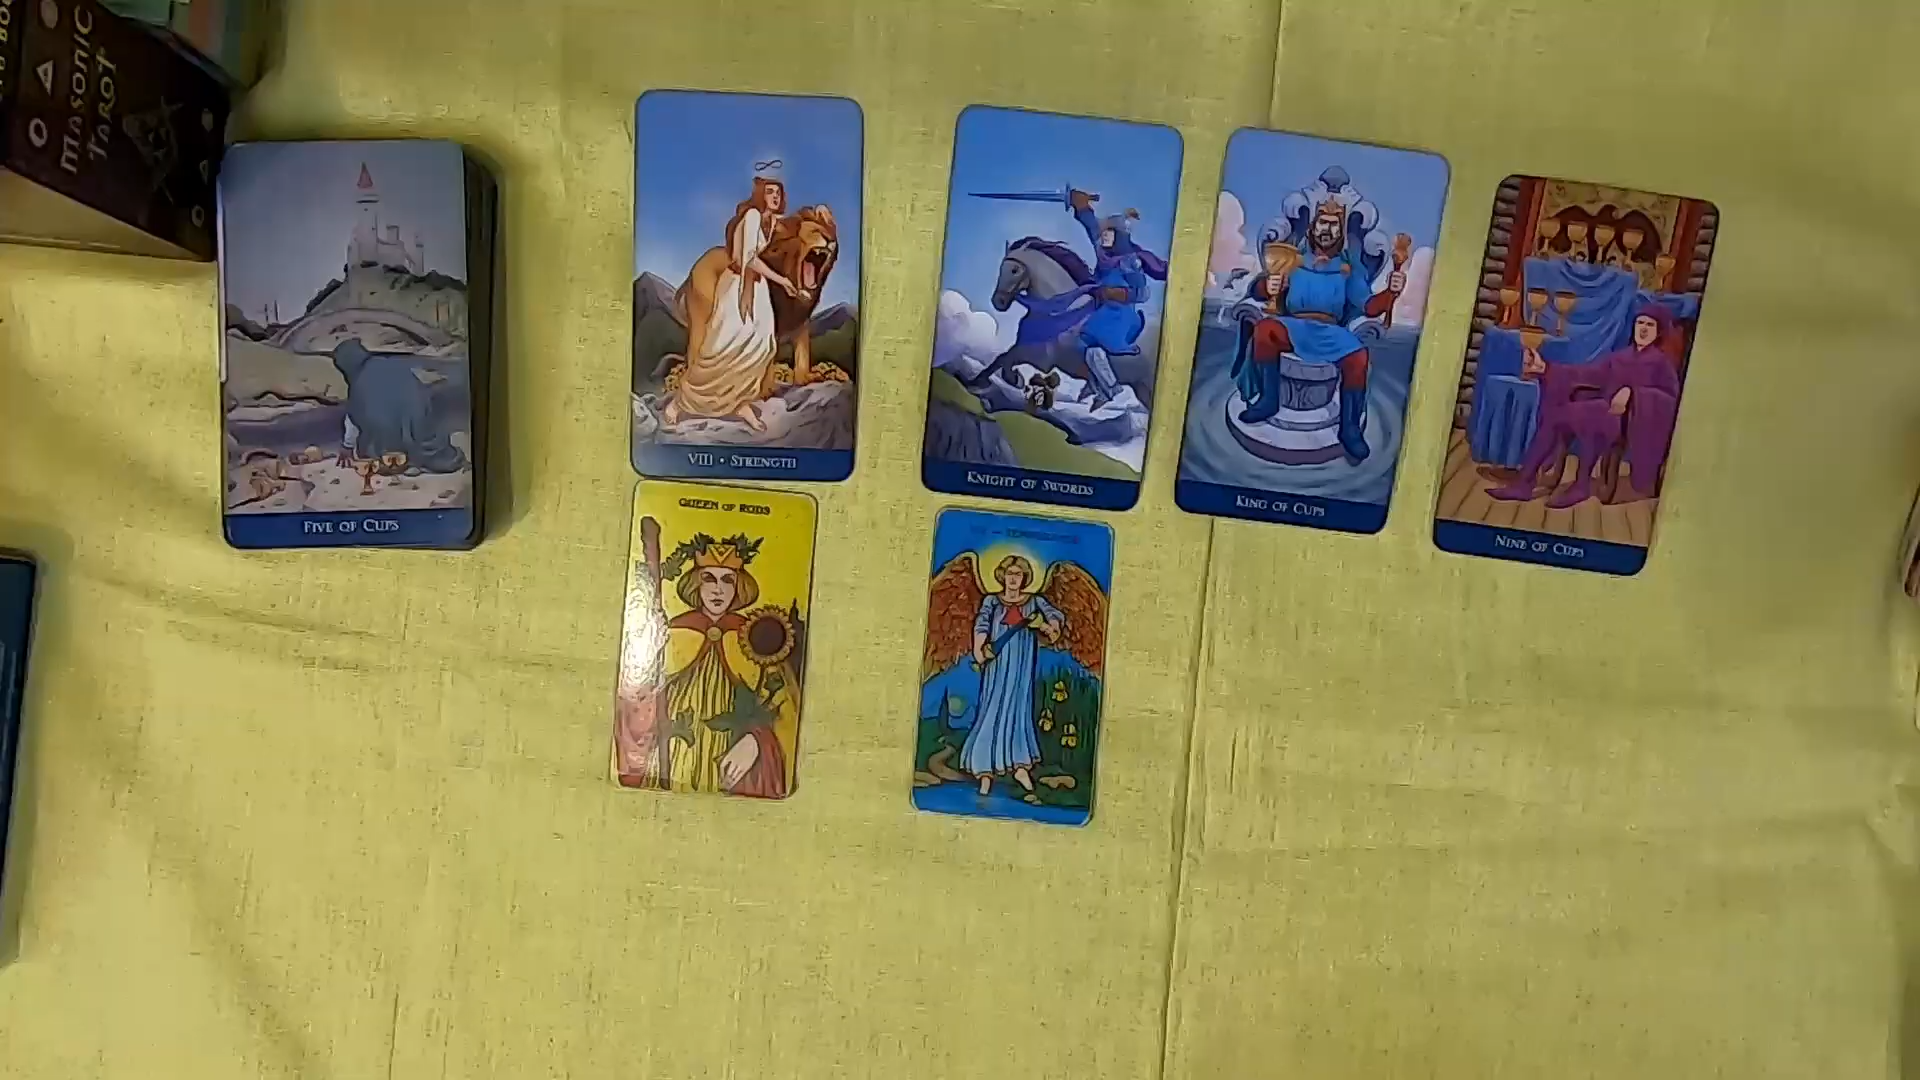 MASONIC
TAROT
FIVE OF CUPS
VIII • STRENGTH
KNIGHT OF SWORDS
KING OF CUPS
NINE OF CUPS
QUEEN OF RODS